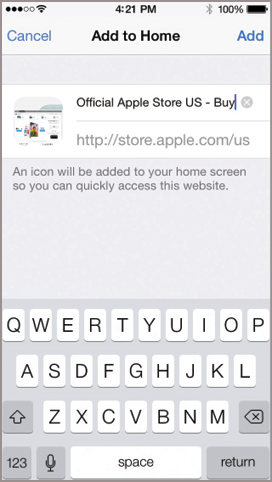 4:21 PM 100%
Cancel Add to Home Add
Official Apple Store US - Buy
http://store.apple.com/us
An icon will be added to your home screen
so you can quickly access this website.
Q W E R T Y U I O P
A S D F G H J K L
Z X C V B N M
123 space return